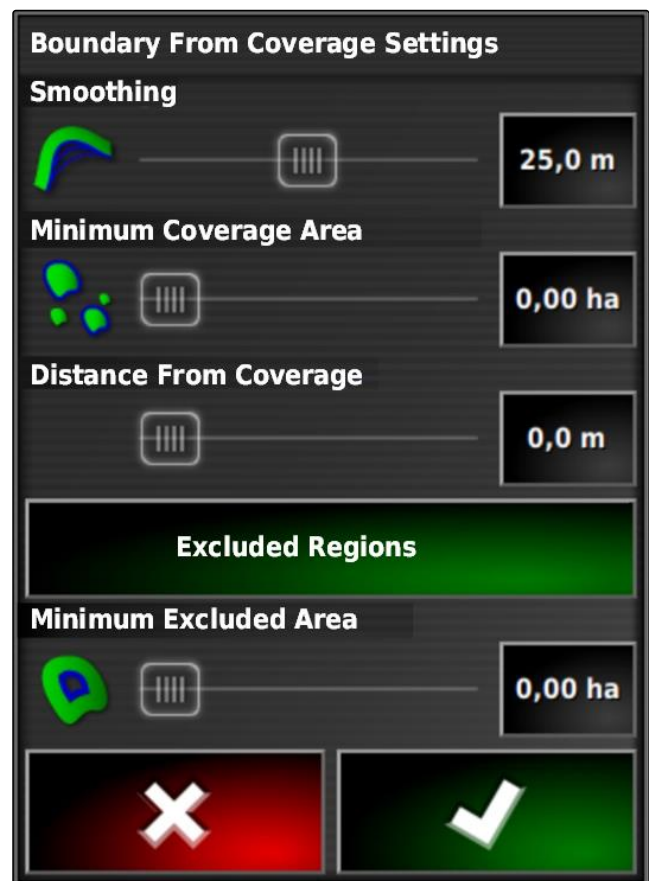 Boundary From Coverage Settings
Smoothing
25,0 m
Minimum Coverage Area
0,00 ha
Distance From Coverage
0,0 m
Excluded Regions
Minimum Excluded Area
0,00 ha